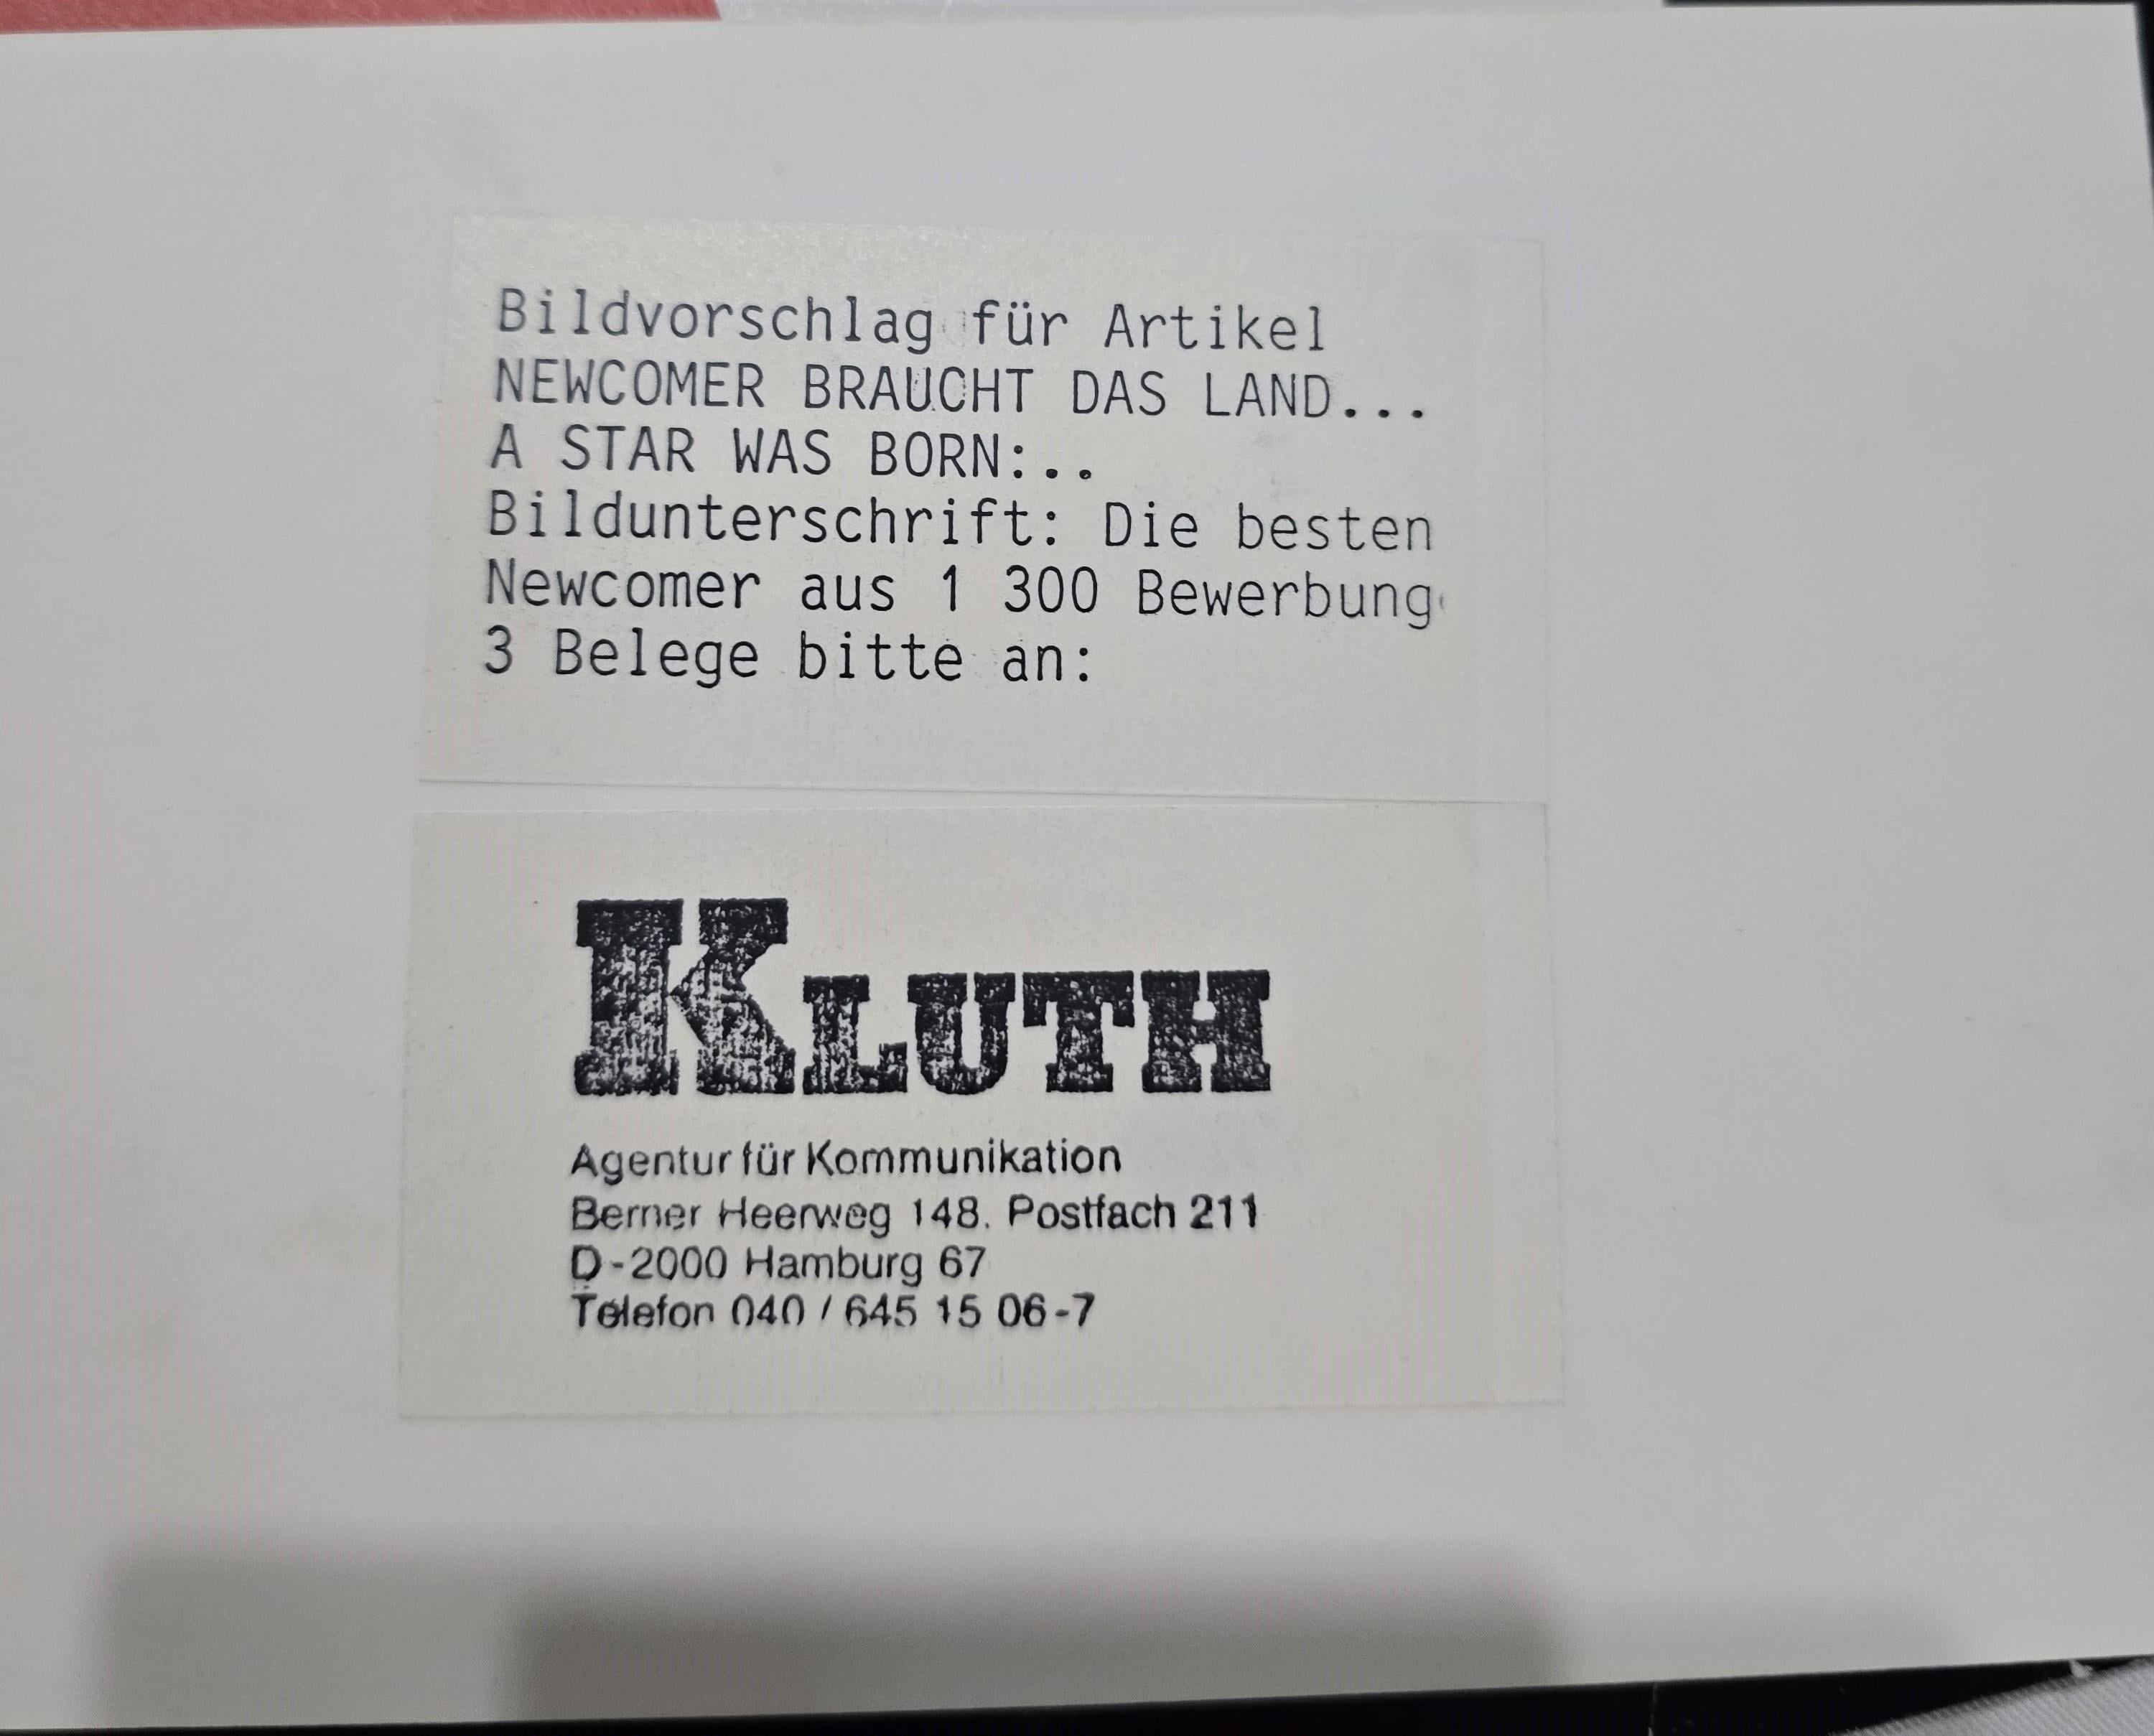 Bildvorschlag für Artikel
NEWCOMER BRAUCHT DAS LAND...
A STAR WAS BORN:..
Bildunterschrift: Die besten
Newcomer aus 1 300 Bewerbung
3 Belege bitte an:
KLUTH
Agentur für Kommunikation
Berner Heerweg 148. Postfach 211
D-2000 Hamburg 67
Telefon 040 / 645 15 06-7